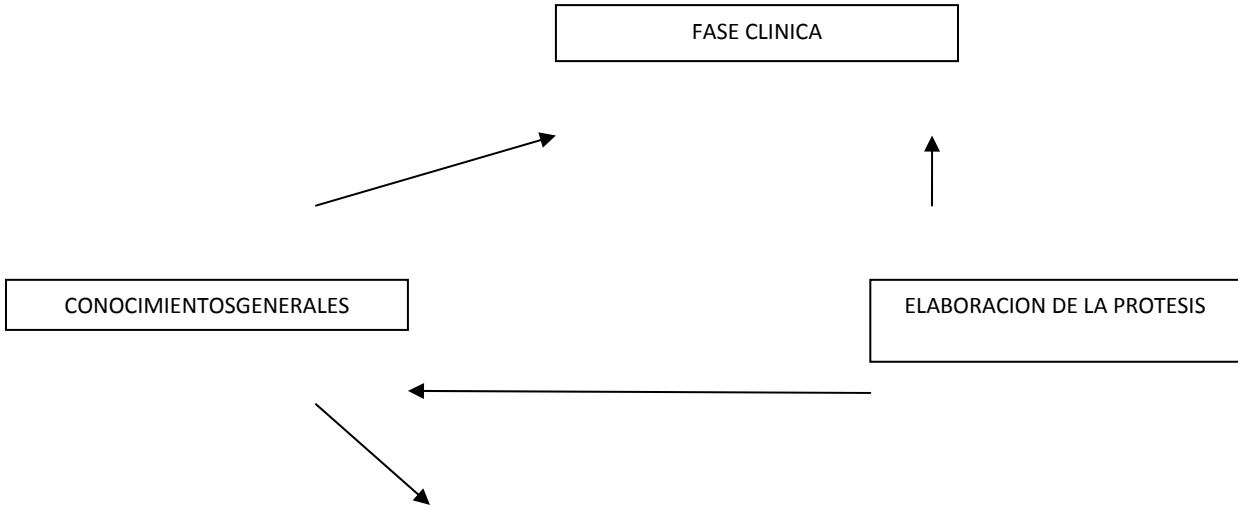 FASE CLINICA
CONOCIMIENTOSGENERALES
ELABORACION DE LA PROTESIS